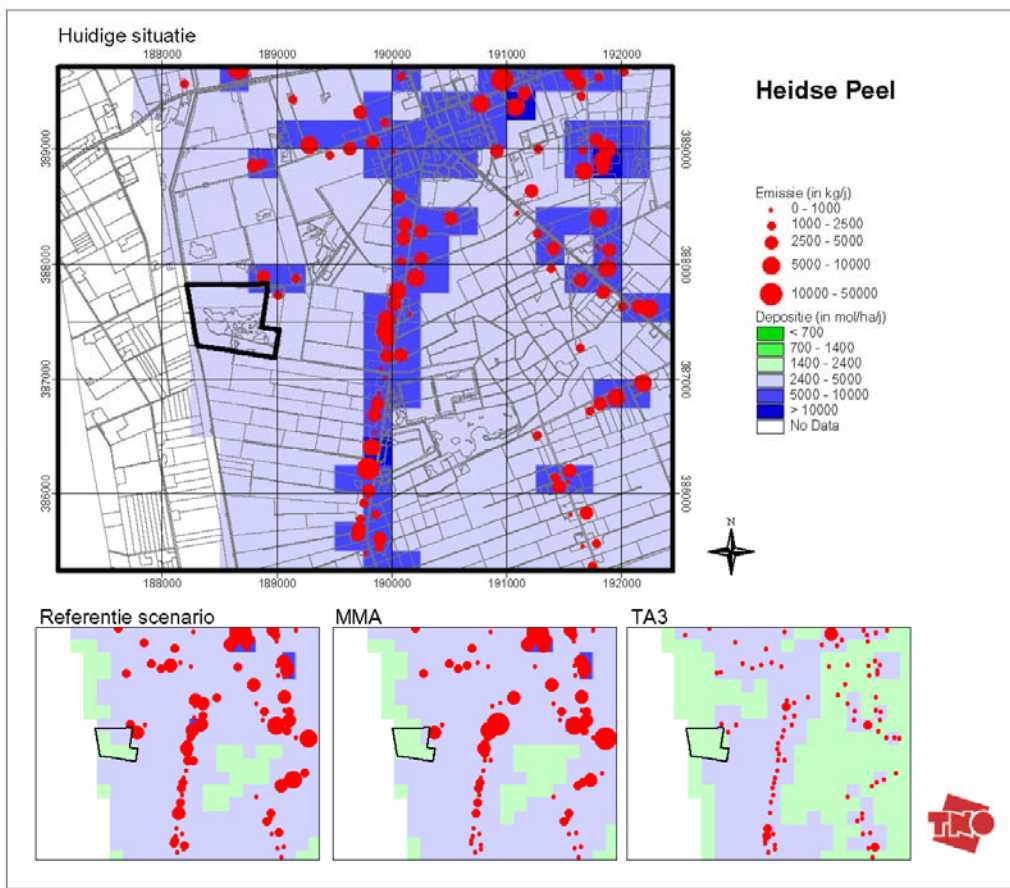 Huidige situatie
188000 189000 190000 191000 192000
Heidse Peel
389000 389000
388000 388000
387000 387000
386000 386000
188000 189000 190000 191000 192000
Emissie (in kg/j)
0 - 1000
1000 - 2500
2500 - 5000
5000 - 10000
10000 - 50000
Depositie (in mol/ha/j)
< 700
700 - 1400
1400 - 2400
2400 - 5000
5000 - 10000
> 10000
No Data
N
Referentie scenario
MMA
TA3
TNO